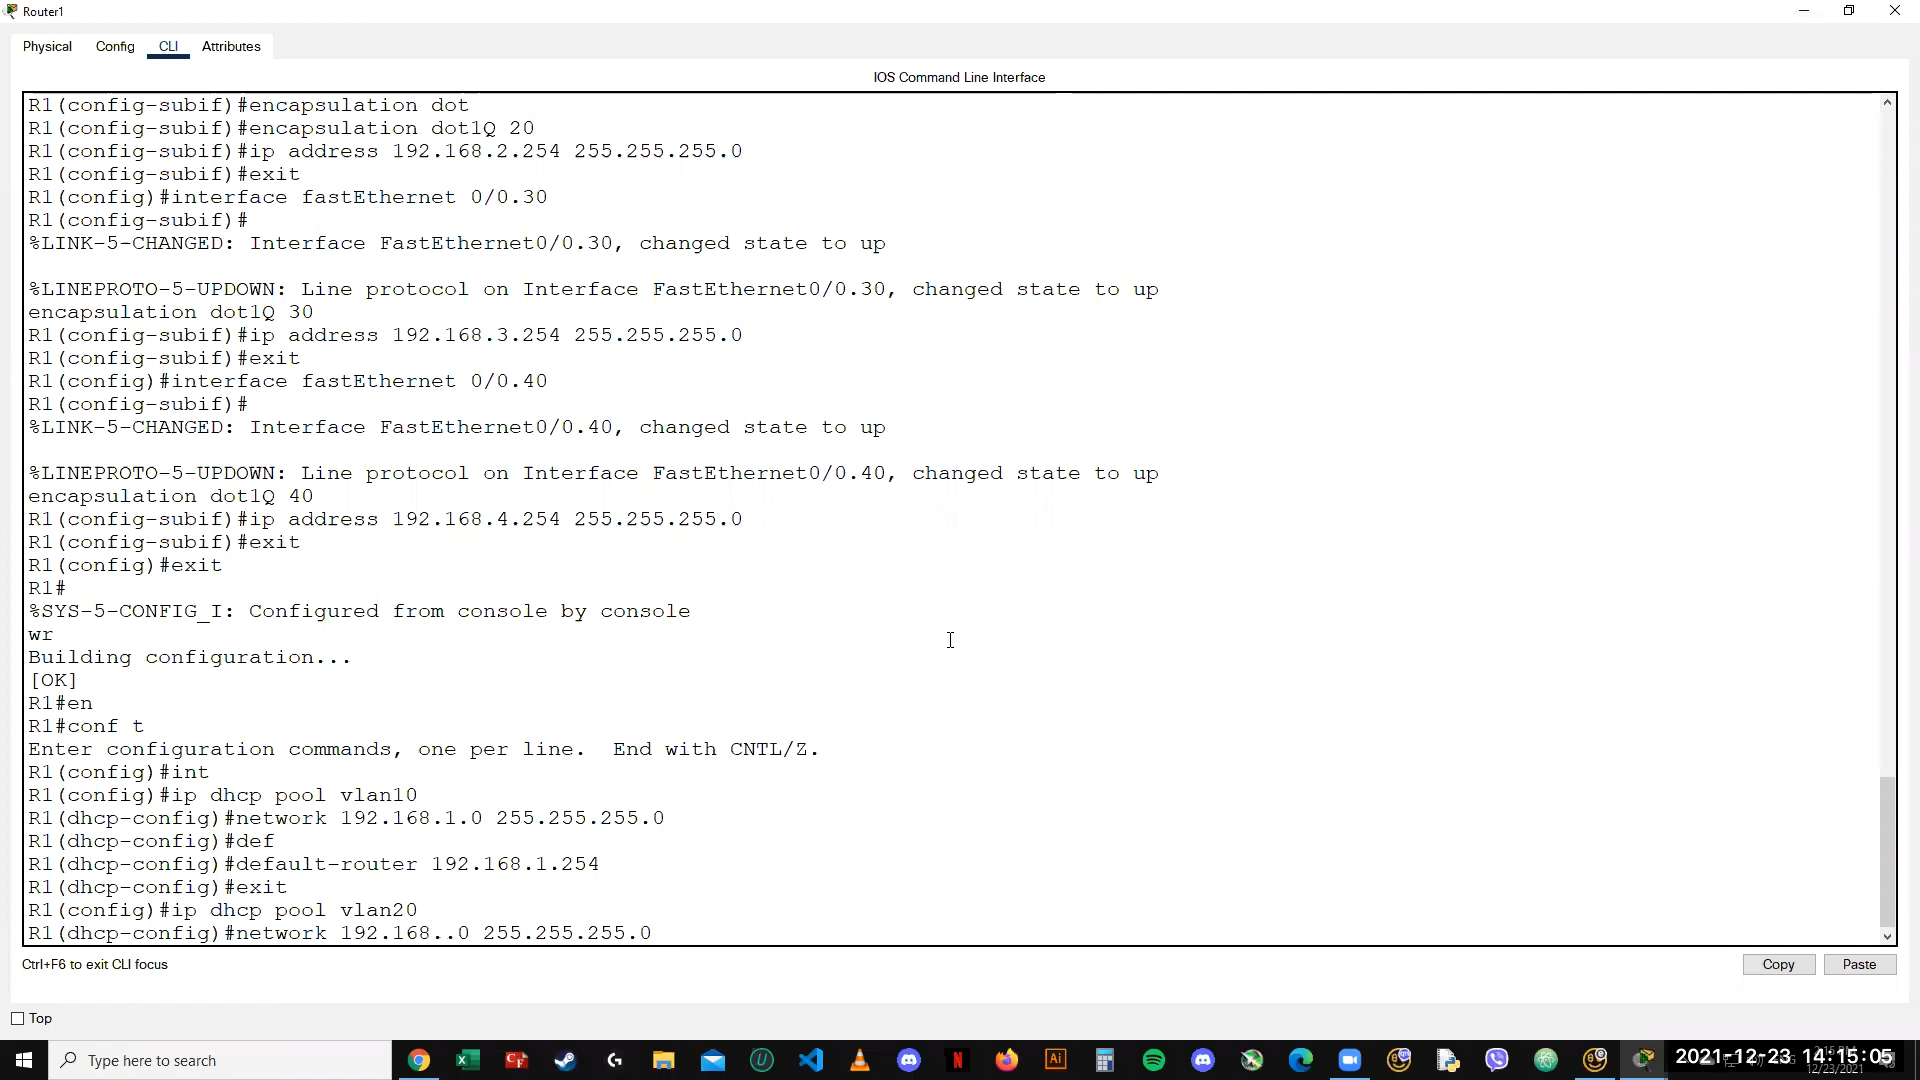 Router1
Physical Config CLI Attributes
IOS Command Line Interface
R1(config-subif)#encapsulation dot
R1(config-subif)#encapsulation dot1Q 20
R1(config-subif)#ip address 192.168.2.254 255.255.255.0
R1(config-subif)#exit
R1(config)#interface fastEthernet 0/0.30
R1(config-subif)#
%LINK-5-CHANGED: Interface FastEthernet0/0.30, changed state to up
%LINEPROTO-5-UPDOWN: Line protocol on Interface FastEthernet0/0.30, changed state to up
encapsulation dot1Q 30
R1(config-subif)#ip address 192.168.3.254 255.255.255.0
R1(config-subif)#exit
R1(config)#interface fastEthernet 0/0.40
R1(config-subif)#
%LINK-5-CHANGED: Interface FastEthernet0/0.40, changed state to up
%LINEPROTO-5-UPDOWN: Line protocol on Interface FastEthernet0/0.40, changed state to up
encapsulation dot1Q 40
R1(config-subif)#ip address 192.168.4.254 255.255.255.0
R1(config-subif)#exit
R1(config)#exit
R1#
%SYS-5-CONFIG_I: Configured from console by console
wr
Building configuration...
[OK]
R1#en
R1#conf t
Enter configuration commands, one per line.  End with CNTL/Z.
R1(config)#int
R1(config)#ip dhcp pool vlan10
R1(dhcp-config)#network 192.168.1.0 255.255.255.0
R1(dhcp-config)#def
R1(dhcp-config)#default-router 192.168.1.254
R1(dhcp-config)#exit
R1(config)#ip dhcp pool vlan20
R1(dhcp-config)#network 192.168..0 255.255.255.0
Ctrl+F6 to exit CLI focus
Copy Paste
Top
Type here to search
2021-12-23 14:15:05
12/23/2021